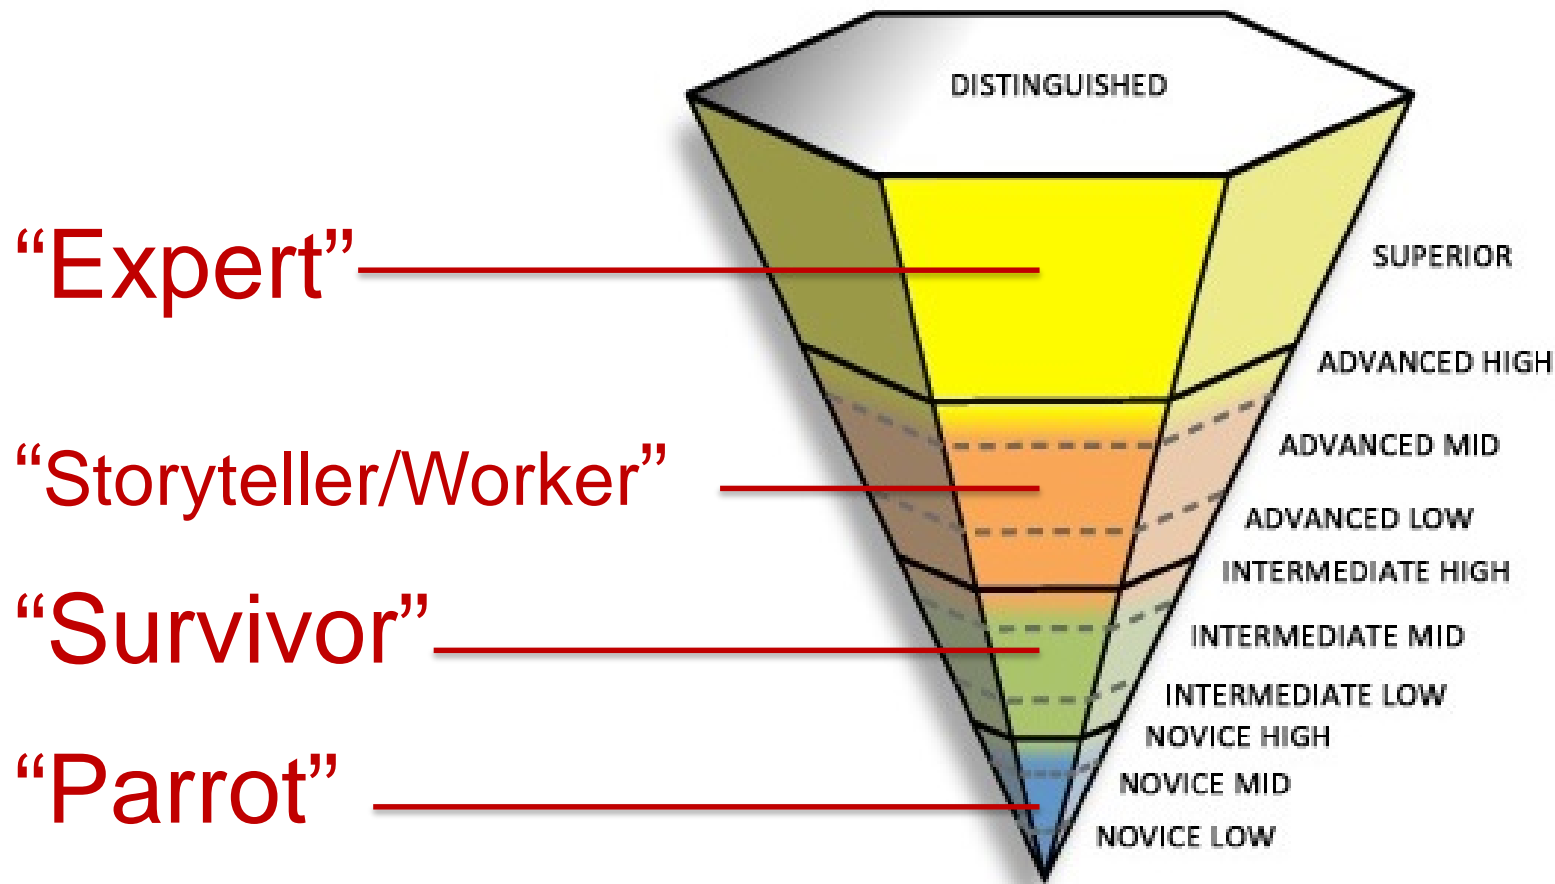 DISTINGUISHED
“Expert”
SUPERIOR
ADVANCED HIGH
“Storyteller/Worker”
ADVANCED MID
ADVANCED LOW
INTERMEDIATE HIGH
“Survivor”
INTERMEDIATE MID
INTERMEDIATE LOW
NOVICE HIGH
“Parrot”
NOVICE MID
NOVICE LOW